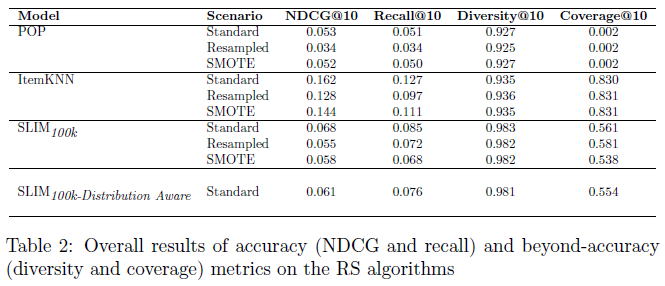 Model Scenario NDCG@10 Recall@10 Diversity@10 Coverage@10
POP Standard 0.053 0.051 0.927 0.002
Resampled 0.034 0.034 0.925 0.002
SMOTE 0.052 0.050 0.927 0.002
ItemKNN Standard 0.162 0.127 0.935 0.830
Resampled 0.128 0.097 0.936 0.831
SMOTE 0.144 0.111 0.935 0.831
SLIM100k Standard 0.068 0.085 0.983 0.561
Resampled 0.055 0.072 0.982 0.581
SMOTE 0.058 0.068 0.982 0.538
SLIM100k-Distribution Aware Standard 0.061 0.076 0.981 0.554
Table 2: Overall results of accuracy (NDCG and recall) and beyond-accuracy
(diversity and coverage) metrics on the RS algorithms